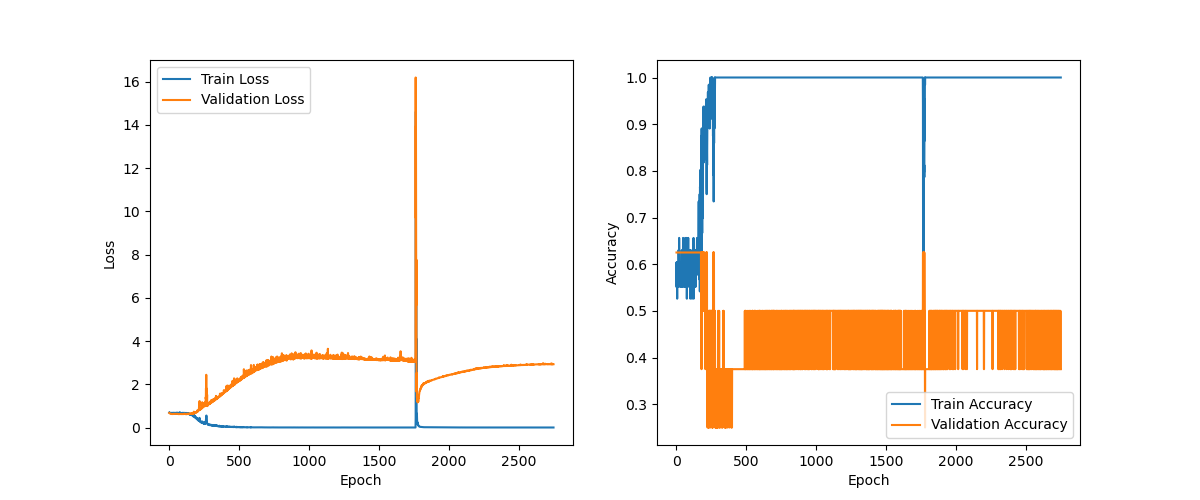 Train Loss
Validation Loss
16
14
12
10
8
6
4
2
0
Loss
0 500 1000 1500 2000 2500
Epoch
1.0
0.9
0.8
0.7
0.6
0.5
0.4
0.3
Accuracy
Train Accuracy
Validation Accuracy
0 500 1000 1500 2000 2500
Epoch